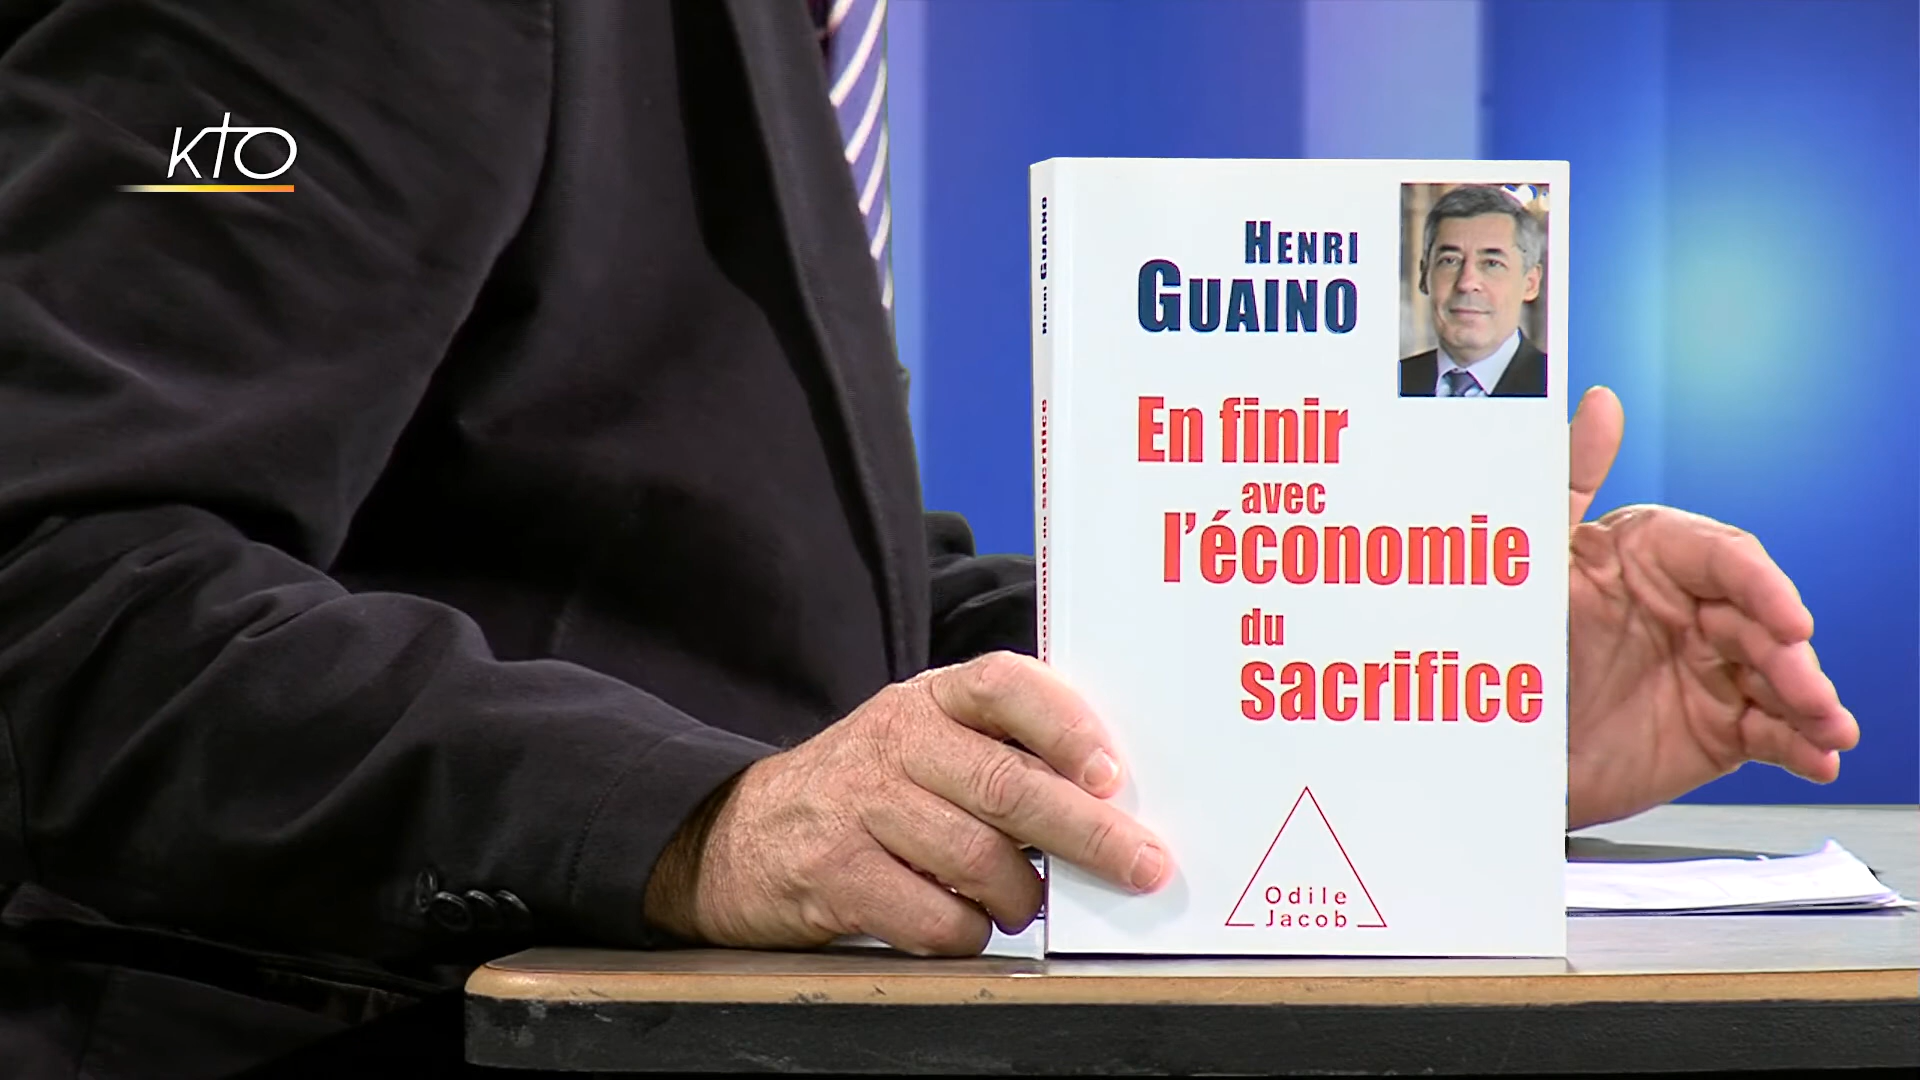 KTO
HENRI
GUAINO
En finir
avec
l'économie
du
sacrifice
Odile
Jacob
HENRI GUAINO